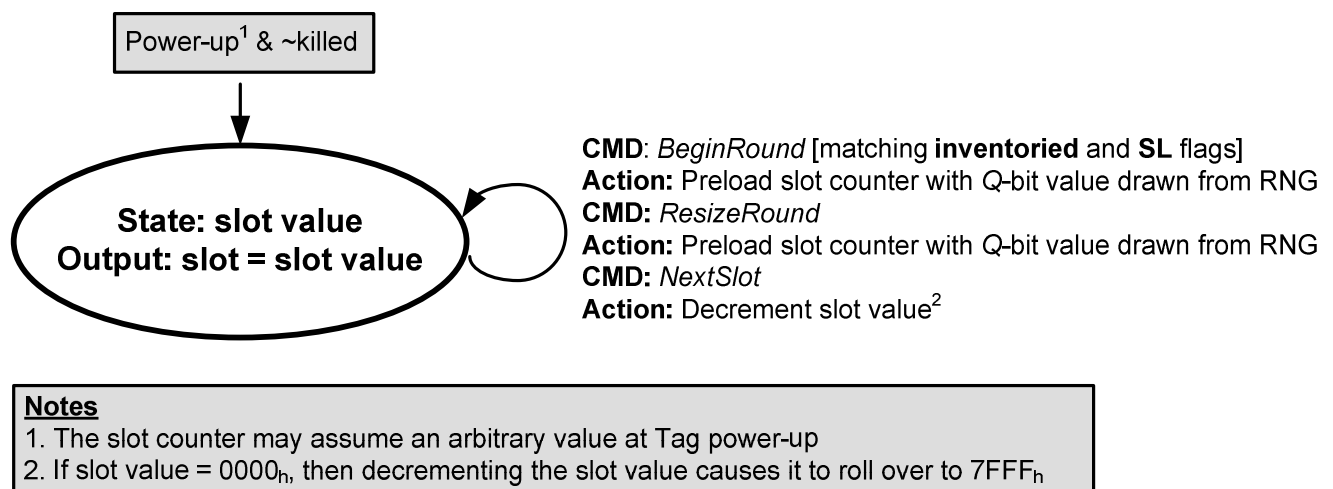 Power-up¹ & ~killed
State: slot value
Output: slot = slot value
CMD: BeginRound [matching inventoried and SL flags]
Action: Preload slot counter with Q-bit value drawn from RNG
CMD: ResizeRound
Action: Preload slot counter with Q-bit value drawn from RNG
CMD: NextSlot
Action: Decrement slot value²
Notes
1. The slot counter may assume an arbitrary value at Tag power-up
2. If slot value = 0000ₕ, then decrementing the slot value causes it to roll over to 7FFFₕ